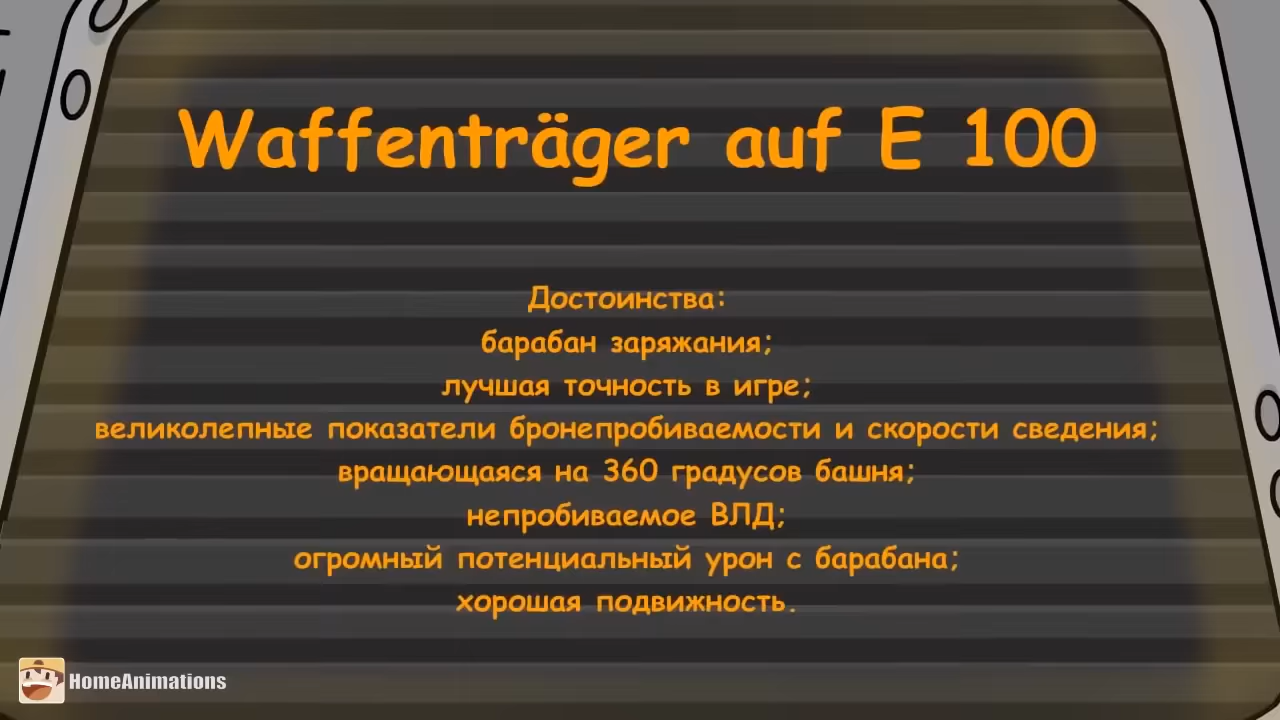 Waffenträger auf E 100
Достоинства:
барабан заряжания;
лучшая точность в игре;
великолепные показатели бронепробиваемости и скорости сведения;
вращающаяся на 360 градусов башня;
непробиваемое ВЛД;
огромный потенциальный урон с барабана;
хорошая подвижность.
HomeAnimations